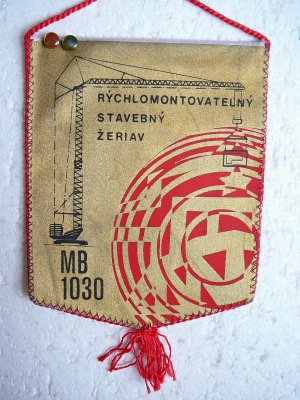 RÝCHLOMONTOVATEĽNÝ
STAVEBNÝ
ŽERIAV
MB
1030